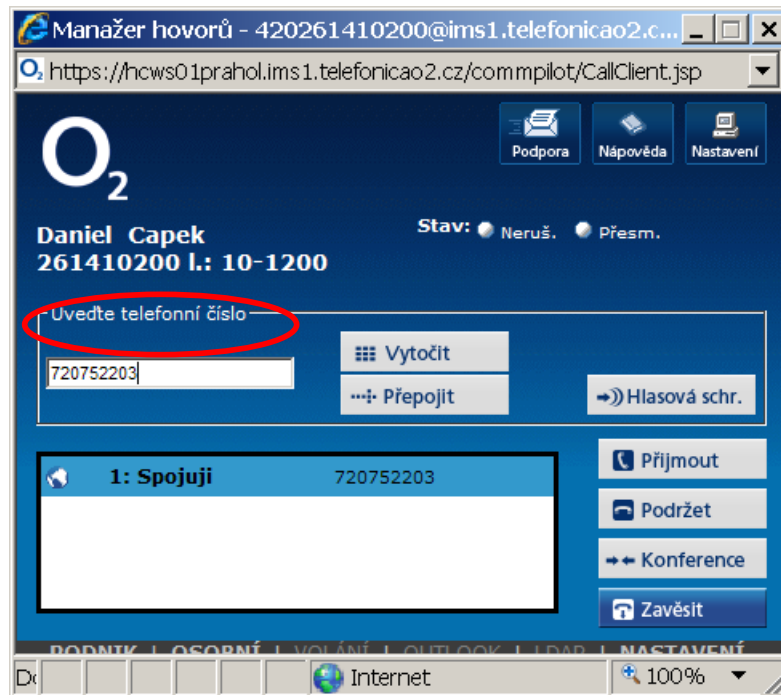 Manažer hovorů - 420261410200@ims1.telefonicao2.c...
https://hcws01prahol.ims1.telefonicao2.cz/commpilot/CallClient.jsp
O2
Podpora
Nápověda
Nastavení
Daniel Capek
261410200 l.: 10-1200
Stav: Neruš. Přesm.
Uveďte telefonní číslo
720752203
Vytočit
Přepojit
Hlasová schr.
1: Spojuji 720752203
Přijmout
Podržet
Konference
Zavěsit
PODNIK | OSOBNÍ | VOLÁNÍ | OUTLOOK | LDAP | NASTAVENÍ
Internet
100%